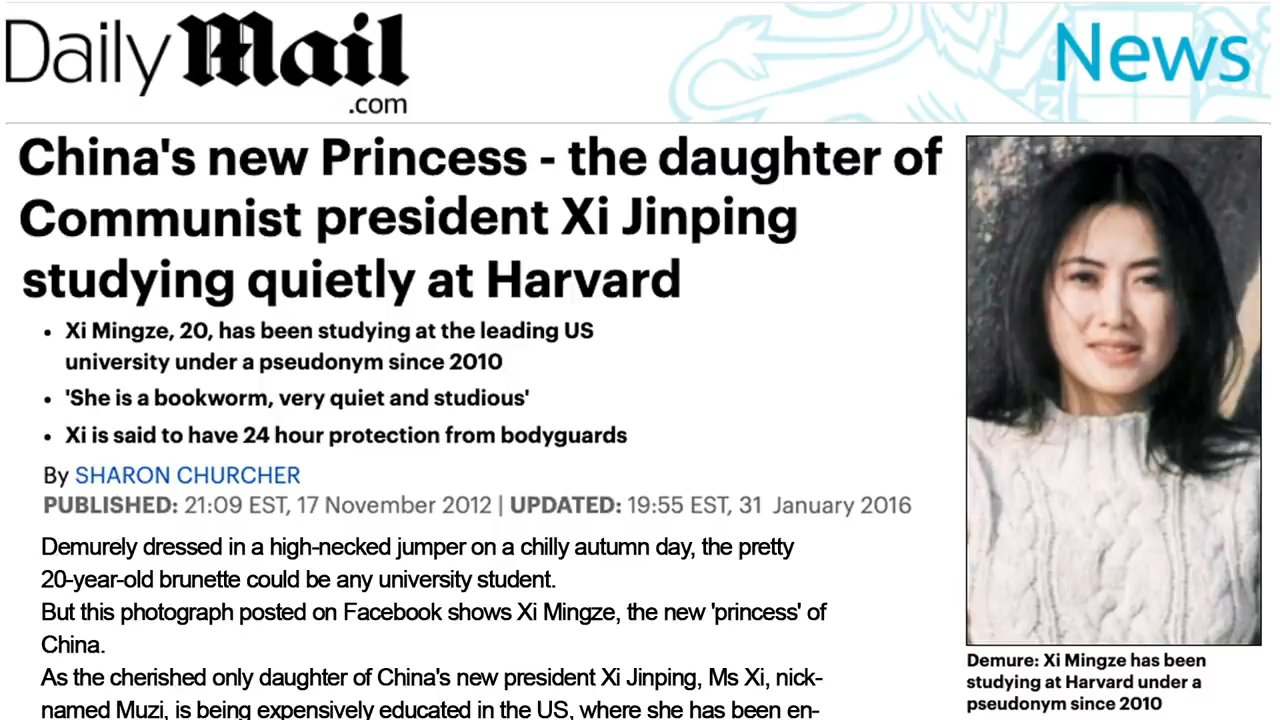 Daily Mail
.com
News
China's new Princess - the daughter of
Communist president Xi Jinping
studying quietly at Harvard
• Xi Mingze, 20, has been studying at the leading US
university under a pseudonym since 2010
• 'She is a bookworm, very quiet and studious'
• Xi is said to have 24 hour protection from bodyguards
By SHARON CHURCHER
PUBLISHED: 21:09 EST, 17 November 2012 | UPDATED: 19:55 EST, 31 January 2016
Demurely dressed in a high-necked jumper on a chilly autumn day, the pretty
20-year-old brunette could be any university student.
But this photograph posted on Facebook shows Xi Mingze, the new 'princess' of
China.
As the cherished only daughter of China's new president Xi Jinping, Ms Xi, nick-
named Muzi, is being expensively educated in the US, where she has been en-
Demure: Xi Mingze has been
studying at Harvard under a
pseudonym since 2010